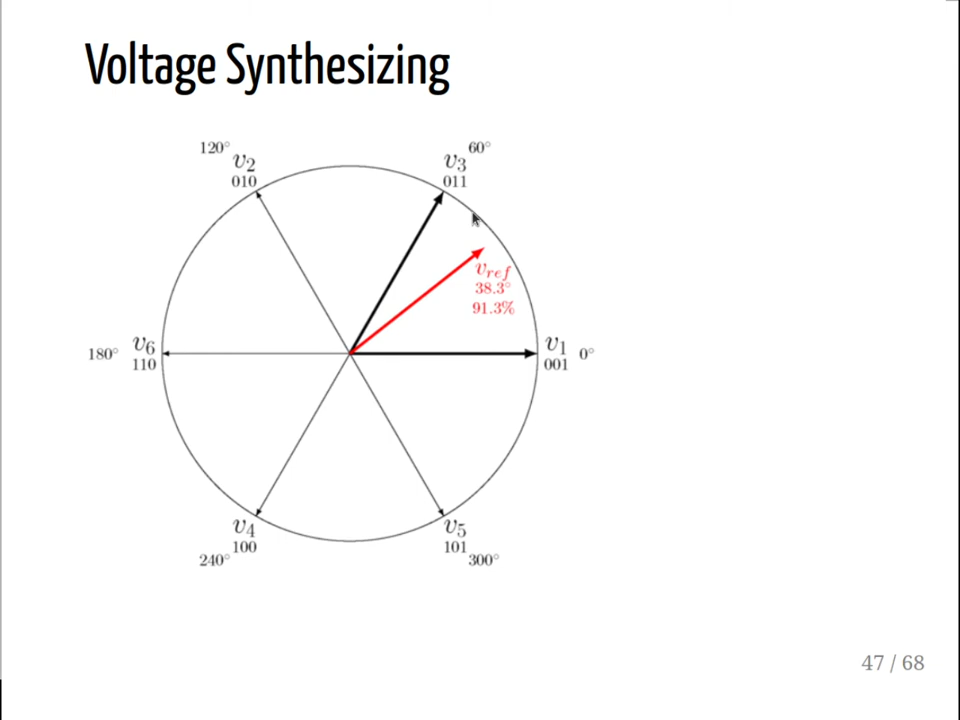 Voltage Synthesizing
120°
v2
010
60°
v3
011
vref
38.3°
91.3%
180°
v6
110
v1
001
0°
v4
100
240°
v5
101
300°
47 / 68